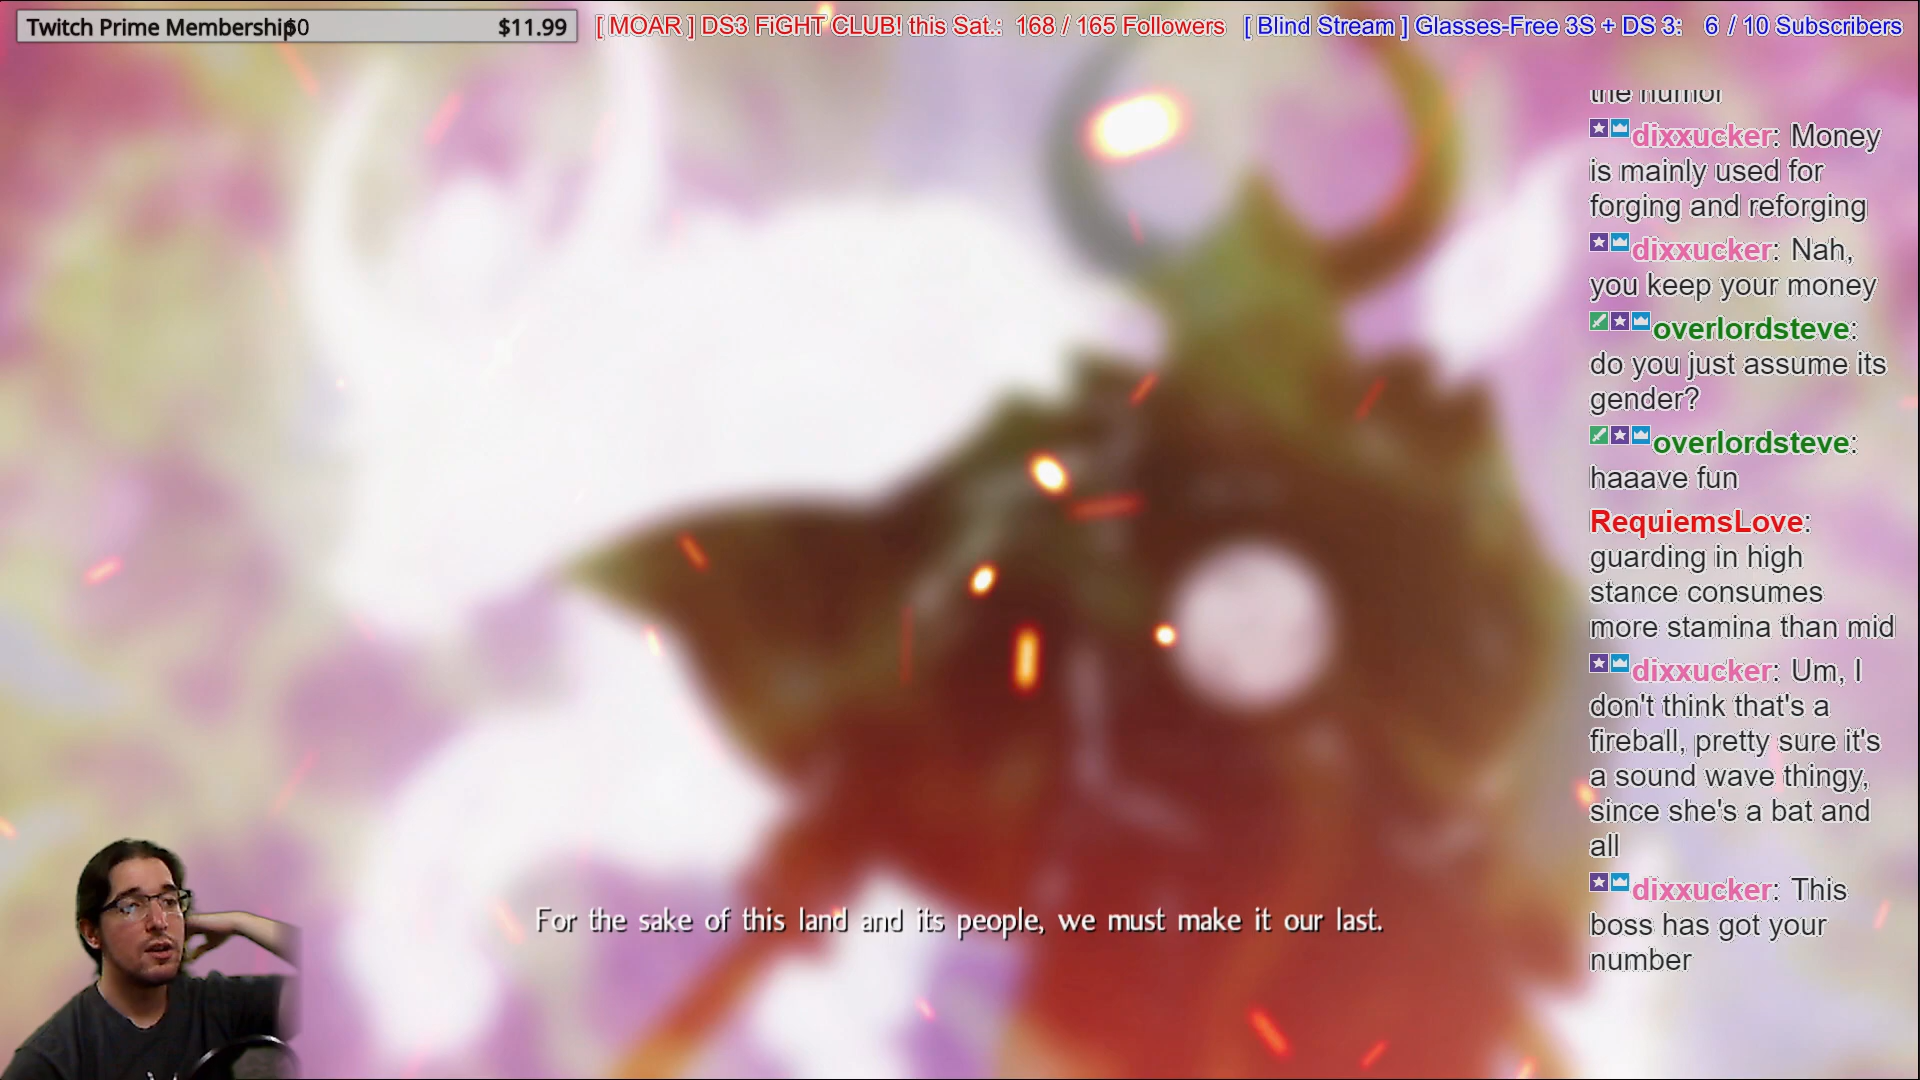 Twitch Prime Membership $0 $11.99
[ MOAR ] DS3 FiGHT CLUB! this Sat.: 168 / 165 Followers [ Blind Stream ] Glasses-Free 3S + DS 3: 6 / 10 Subscribers
the humor
dixxucker: Money
is mainly used for
forging and reforging
dixxucker: Nah,
you keep your money
overlordsteve:
do you just assume its
gender?
overlordsteve:
haaave fun
RequiemsLove:
guarding in high
stance consumes
more stamina than mid
dixxucker: Um, I
don't think that's a
fireball, pretty sure it's
a sound wave thingy,
since she's a bat and
all
dixxucker: This
boss has got your
number
For the sake of this land and its people, we must make it our last.